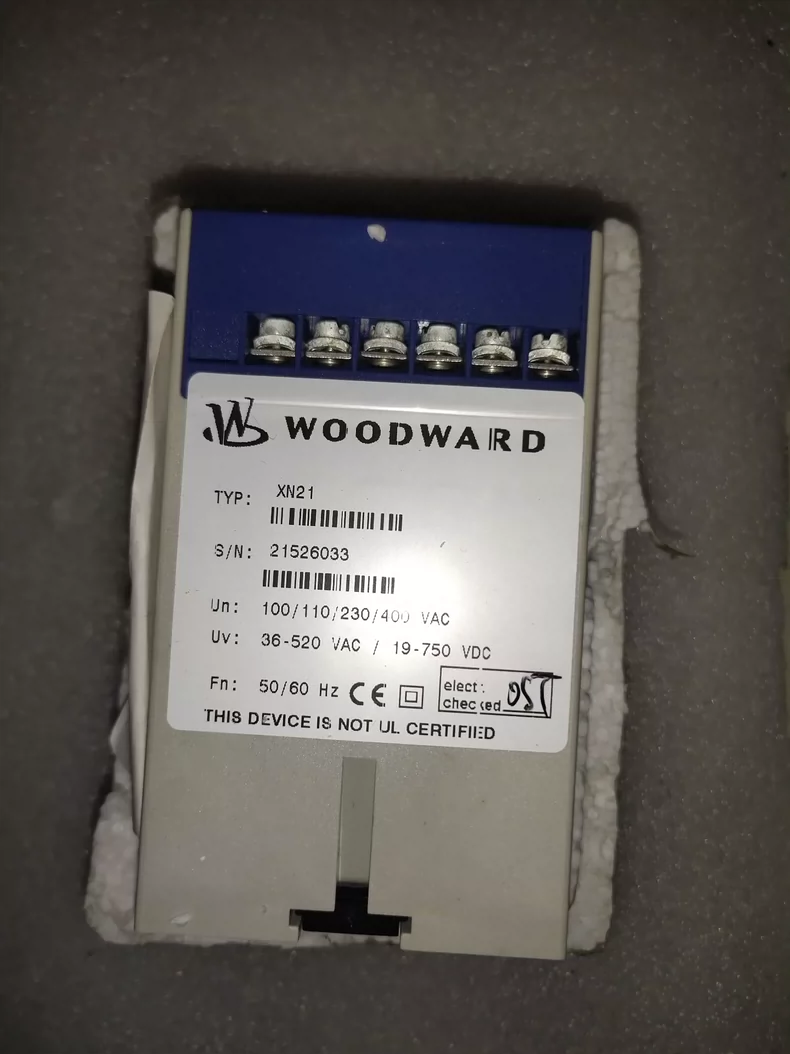 WOODWARD
TYP: XN21
S/N: 21526033
Un: 100/110/230/400 VAC
Uv: 36-520 VAC / 19-750 VDC
Fn: 50/60 Hz CE
elect.
checked
THIS DEVICE IS NOT UL CERTIFIED